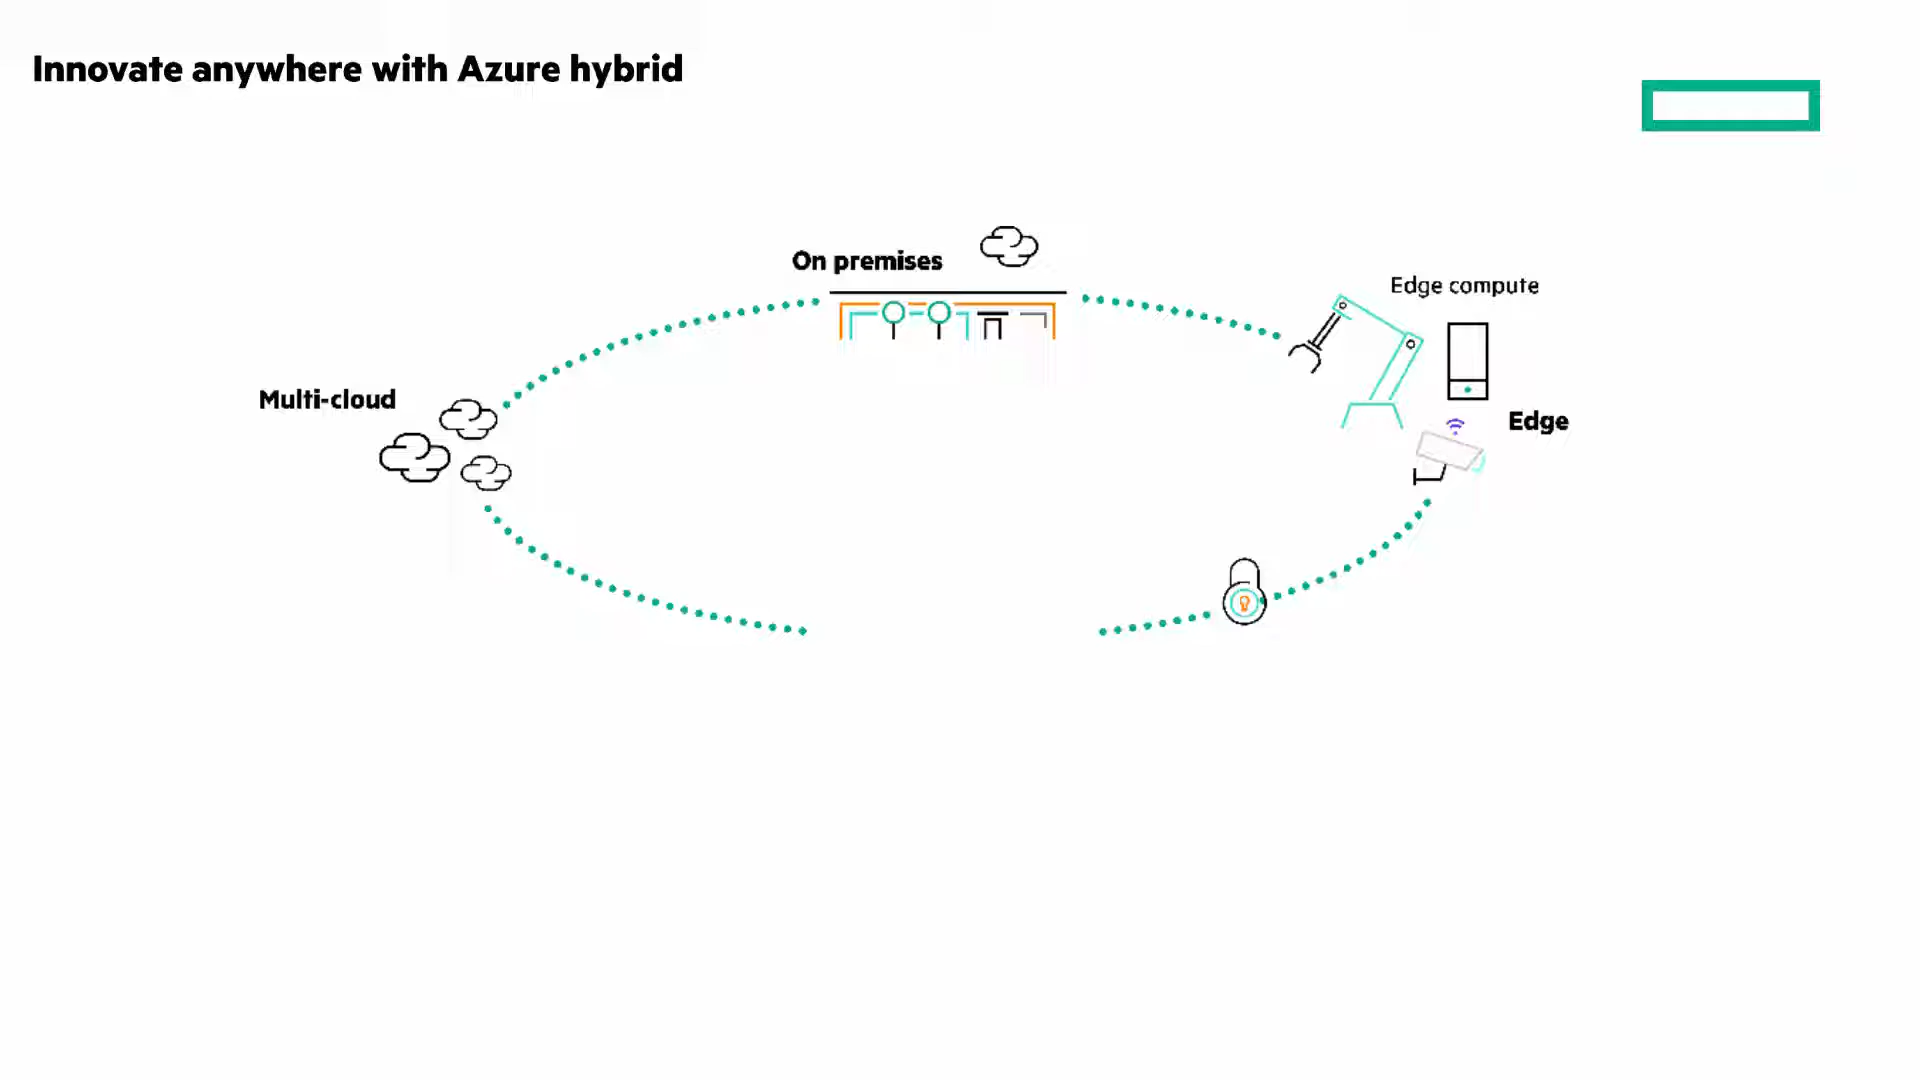 Innovate anywhere with Azure hybrid
On premises
Edge compute
Multi-cloud
Edge